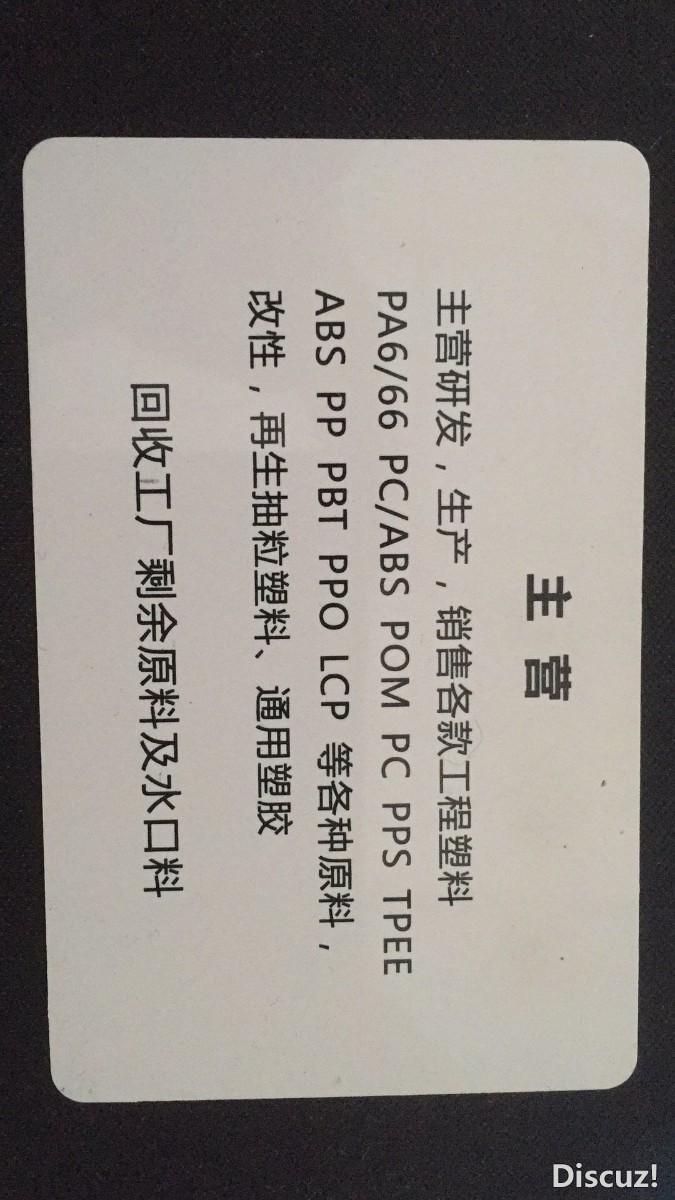 主营
主营研发，生产，销售各款工程塑料
PA6/66 PC/ABS POM PC PPS TPEE
ABS PP PBT PPO LCP 等各种原料，
改性，再生抽粒塑料、通用塑胶
回收工厂剩余原料及水口料
Discuz!